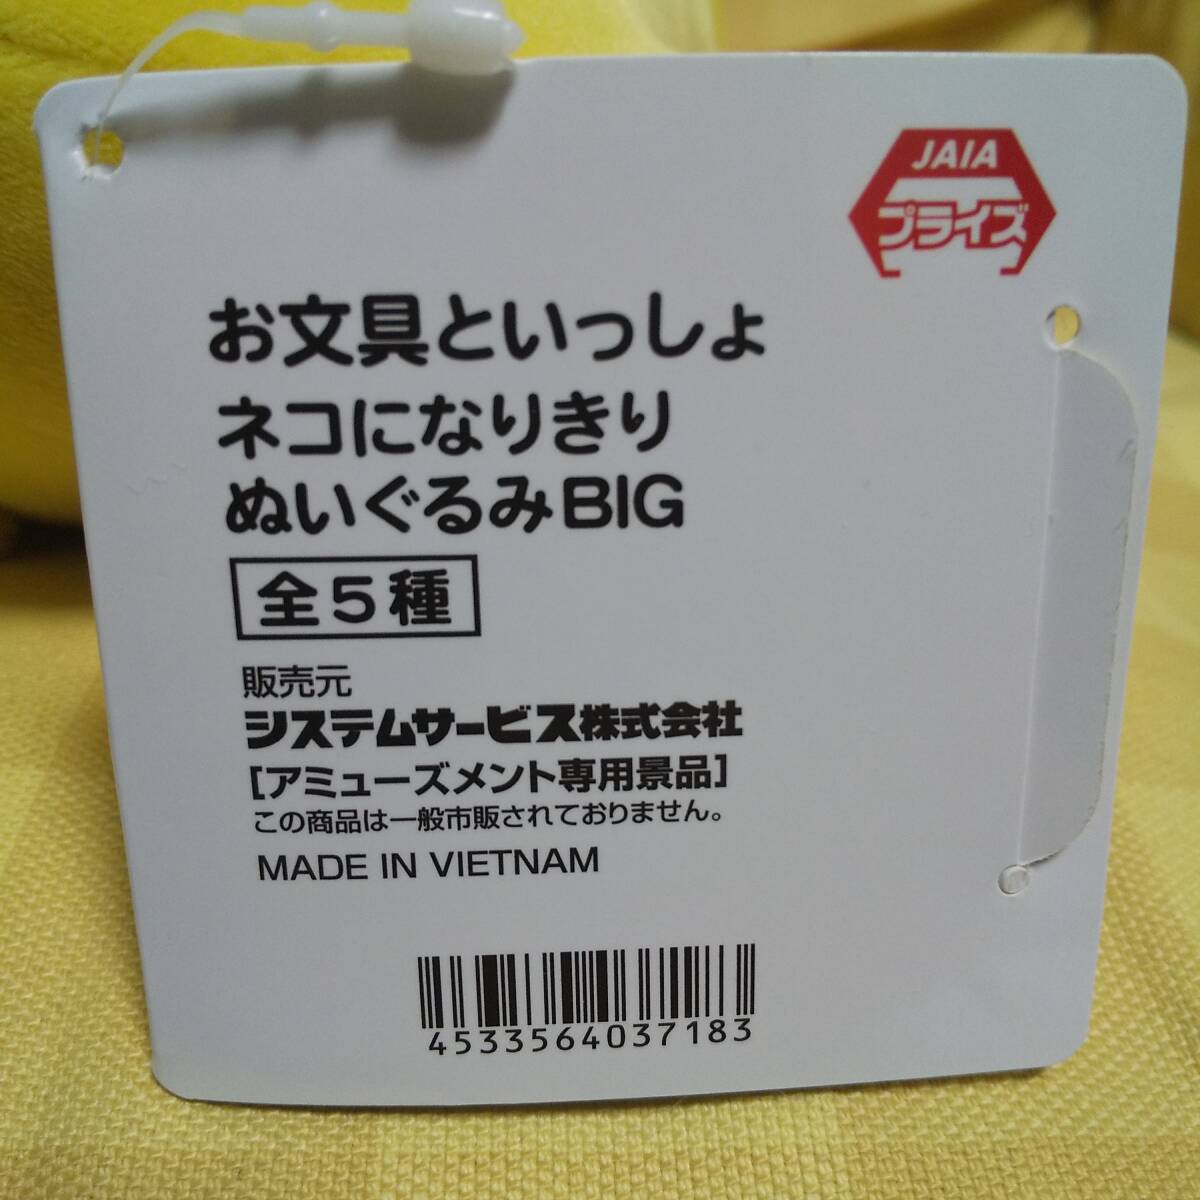 JAIA
プライズ
お文具といっしょ
ネコになりきり
ぬいぐるみBIG
全5種
販売元
システムサービス株式会社
[アミューズメント専用景品]
この商品は一般市販されておりません。
MADE IN VIETNAM
4533564037183